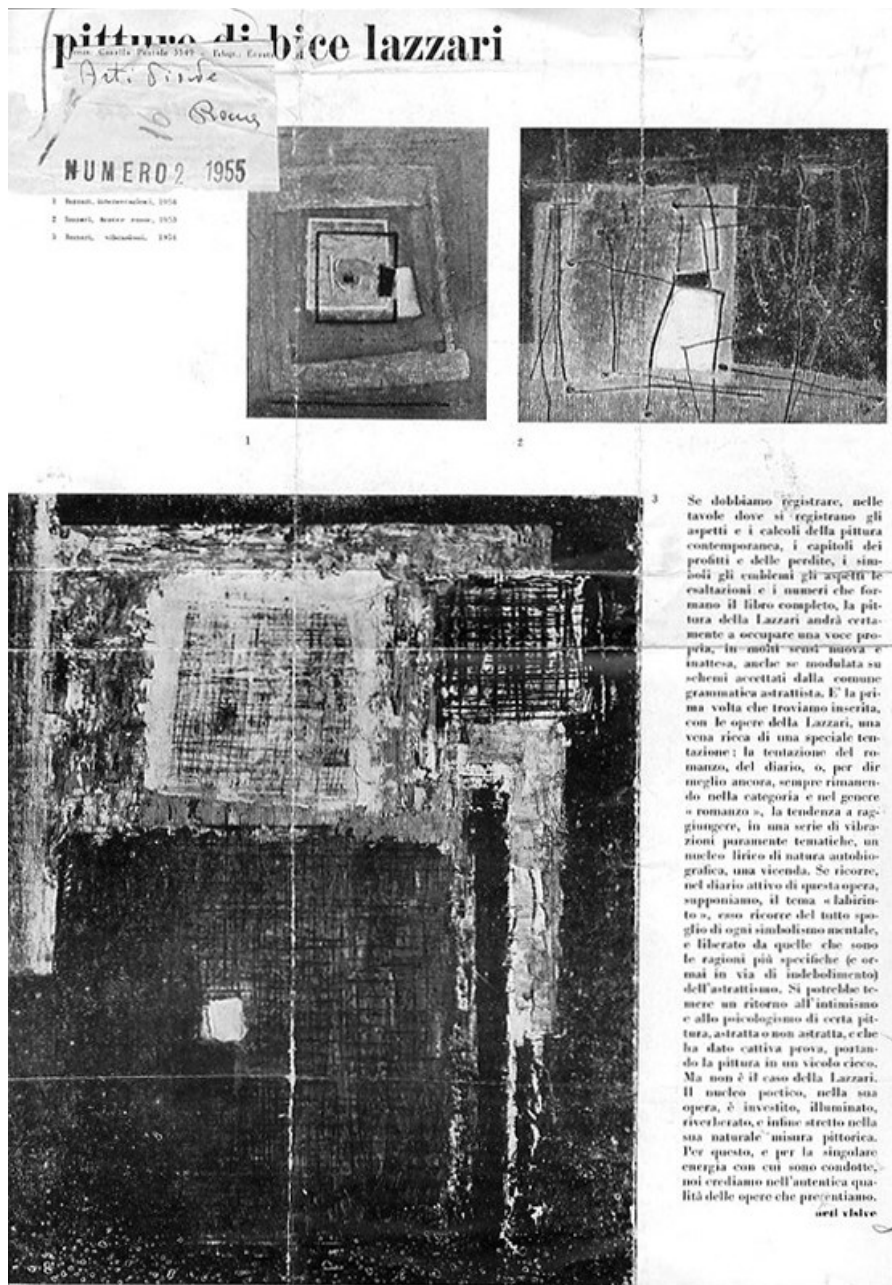 pitture di bice lazzari
Casella Postale 3549 -
Arti Visive
Roma
NUMERO 2 1955
1 lazzari, 1954
2 lazzari, 1953
3 lazzari, vibrazioni, 1954
1
2
3
Se dobbiamo registrare, nelle
tavole dove si registrano gli
aspetti e i calcoli della pittura
contemporanea, i capitoli dei
profitti e delle perdite, i sim-
boli gli emblemi gli aspetti le
esaltazioni e i numeri che for-
mano il libro completo, la pit-
tura della Lazzari andrà certa-
mente a occupare una voce pro-
pria, in molti sensi nuova e
inattesa, anche se modulata su
schemi accettati dalla comune
grammatica astrattista. E' la pri-
ma volta che troviamo inserita,
con le opere della Lazzari, una
vena ricca di una speciale ten-
tazione; la tentazione del ro-
manzo, del diario, o, per dir
meglio ancora, sempre rimanen-
do nella categoria e nel genere
« romanzo », la tendenza a rag-
giungere, in una serie di vibra-
zioni puramente tematiche, un
nucleo lirico di natura autobio-
grafica, una vicenda. Se ricorre,
nel diario attivo di questa opera,
supponiamo, il tema « labirin-
to », esso ricorre del tutto spo-
glio di ogni simbolismo mentale,
e liberato da quelle che sono
le ragioni più specifiche (e or-
mai in via di indebolimento)
dell'astrattismo. Si potrebbe te-
mere un ritorno all'intimismo
e allo psicologismo di certa pit-
tura, astratta o non astratta, e che
ha dato cattiva prova, portan-
do la pittura in un vicolo cieco.
Ma non è il caso della Lazzari.
Il nucleo poetico, nella sua
opera, è investito, illuminato,
riverberato, e infine stretto nella
sua naturale misura pittorica.
Per questo, e per la singolare
energia con cui sono condotte,
noi crediamo nell'autentica qua-
lità delle opere che presentiamo.
arti visive